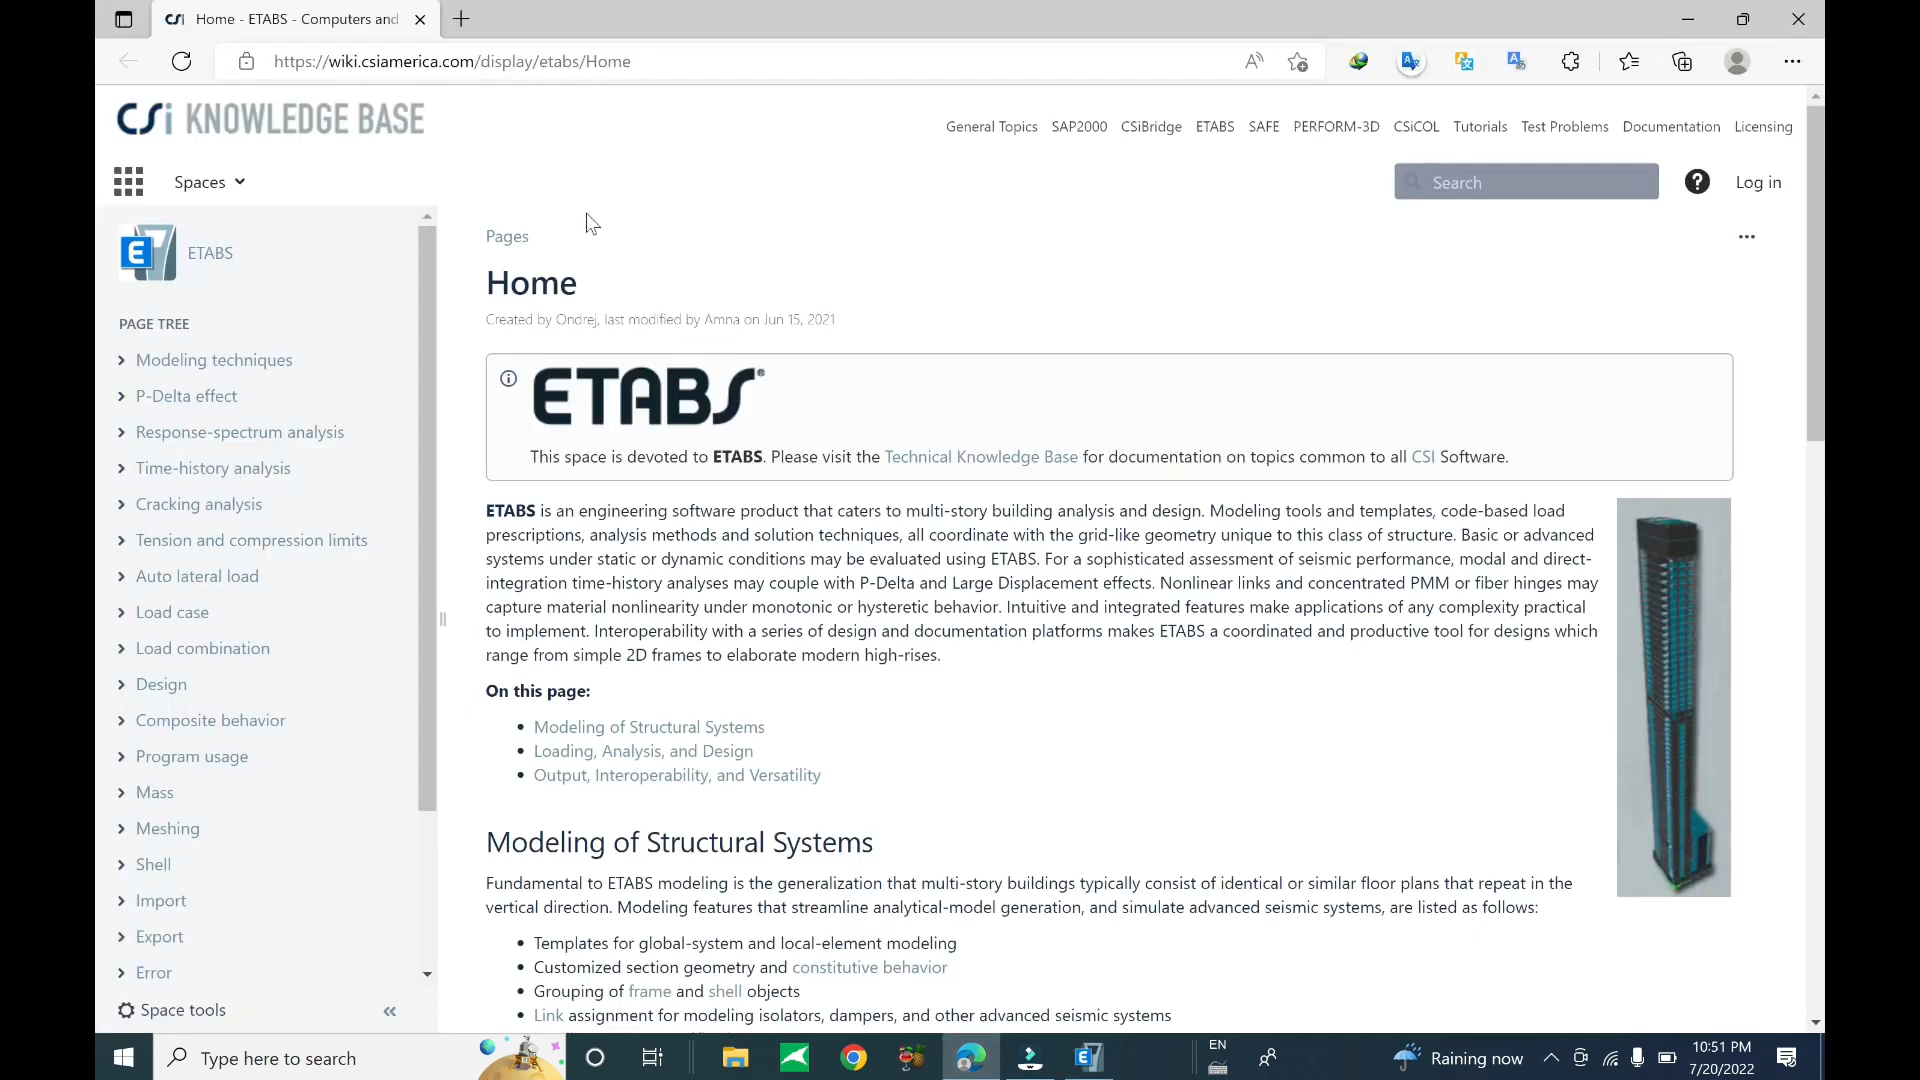 Home - ETABS - Computers and
https://wiki.csiamerica.com/display/etabs/Home
CSi KNOWLEDGE BASE
General Topics SAP2000 CSiBridge ETABS SAFE PERFORM-3D CSiCOL Tutorials Test Problems Documentation Licensing
Spaces
Search
Log in
ETABS
PAGE TREE
Modeling techniques
P-Delta effect
Response-spectrum analysis
Time-history analysis
Cracking analysis
Tension and compression limits
Auto lateral load
Load case
Load combination
Design
Composite behavior
Program usage
Mass
Meshing
Shell
Import
Export
Error
Space tools
Pages
Home
Created by Ondrej, last modified by Amna on Jun 15, 2021
ETABS®
This space is devoted to ETABS. Please visit the Technical Knowledge Base for documentation on topics common to all CSI Software.
ETABS is an engineering software product that caters to multi-story building analysis and design. Modeling tools and templates, code-based load
prescriptions, analysis methods and solution techniques, all coordinate with the grid-like geometry unique to this class of structure. Basic or advanced
systems under static or dynamic conditions may be evaluated using ETABS. For a sophisticated assessment of seismic performance, modal and direct-
integration time-history analyses may couple with P-Delta and Large Displacement effects. Nonlinear links and concentrated PMM or fiber hinges may
capture material nonlinearity under monotonic or hysteretic behavior. Intuitive and integrated features make applications of any complexity practical
to implement. Interoperability with a series of design and documentation platforms makes ETABS a coordinated and productive tool for designs which
range from simple 2D frames to elaborate modern high-rises.
On this page:
• Modeling of Structural Systems
• Loading, Analysis, and Design
• Output, Interoperability, and Versatility
Modeling of Structural Systems
Fundamental to ETABS modeling is the generalization that multi-story buildings typically consist of identical or similar floor plans that repeat in the
vertical direction. Modeling features that streamline analytical-model generation, and simulate advanced seismic systems, are listed as follows:
• Templates for global-system and local-element modeling
• Customized section geometry and constitutive behavior
• Grouping of frame and shell objects
• Link assignment for modeling isolators, dampers, and other advanced seismic systems
Type here to search
EN
Raining now
10:51 PM
7/20/2022